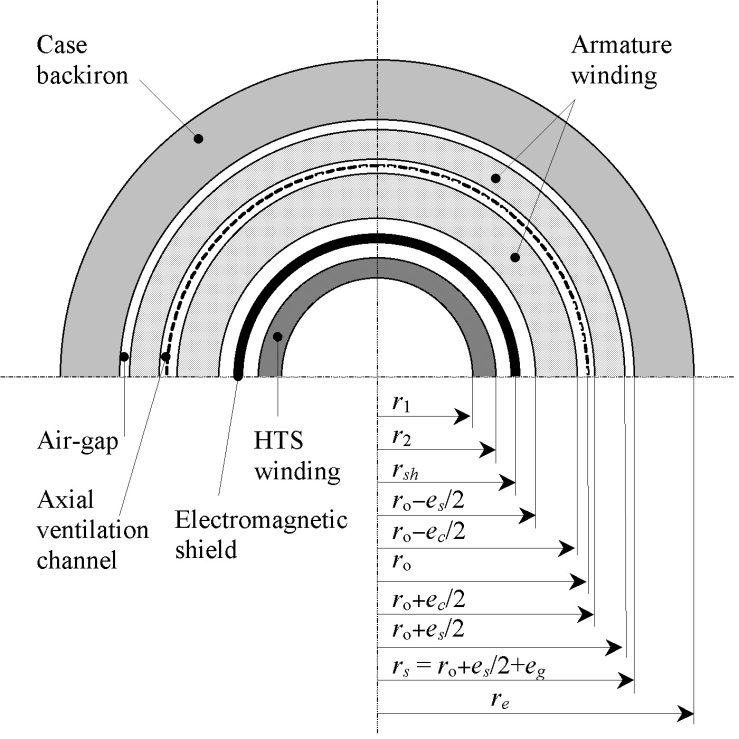 Case
backiron
Armature
winding
Air-gap
HTS
winding
Axial
ventilation
channel
Electromagnetic
shield
r1
r2
rsh
ro−es/2
ro−ec/2
ro
ro+ec/2
ro+es/2
rs = ro+es/2+eg
re